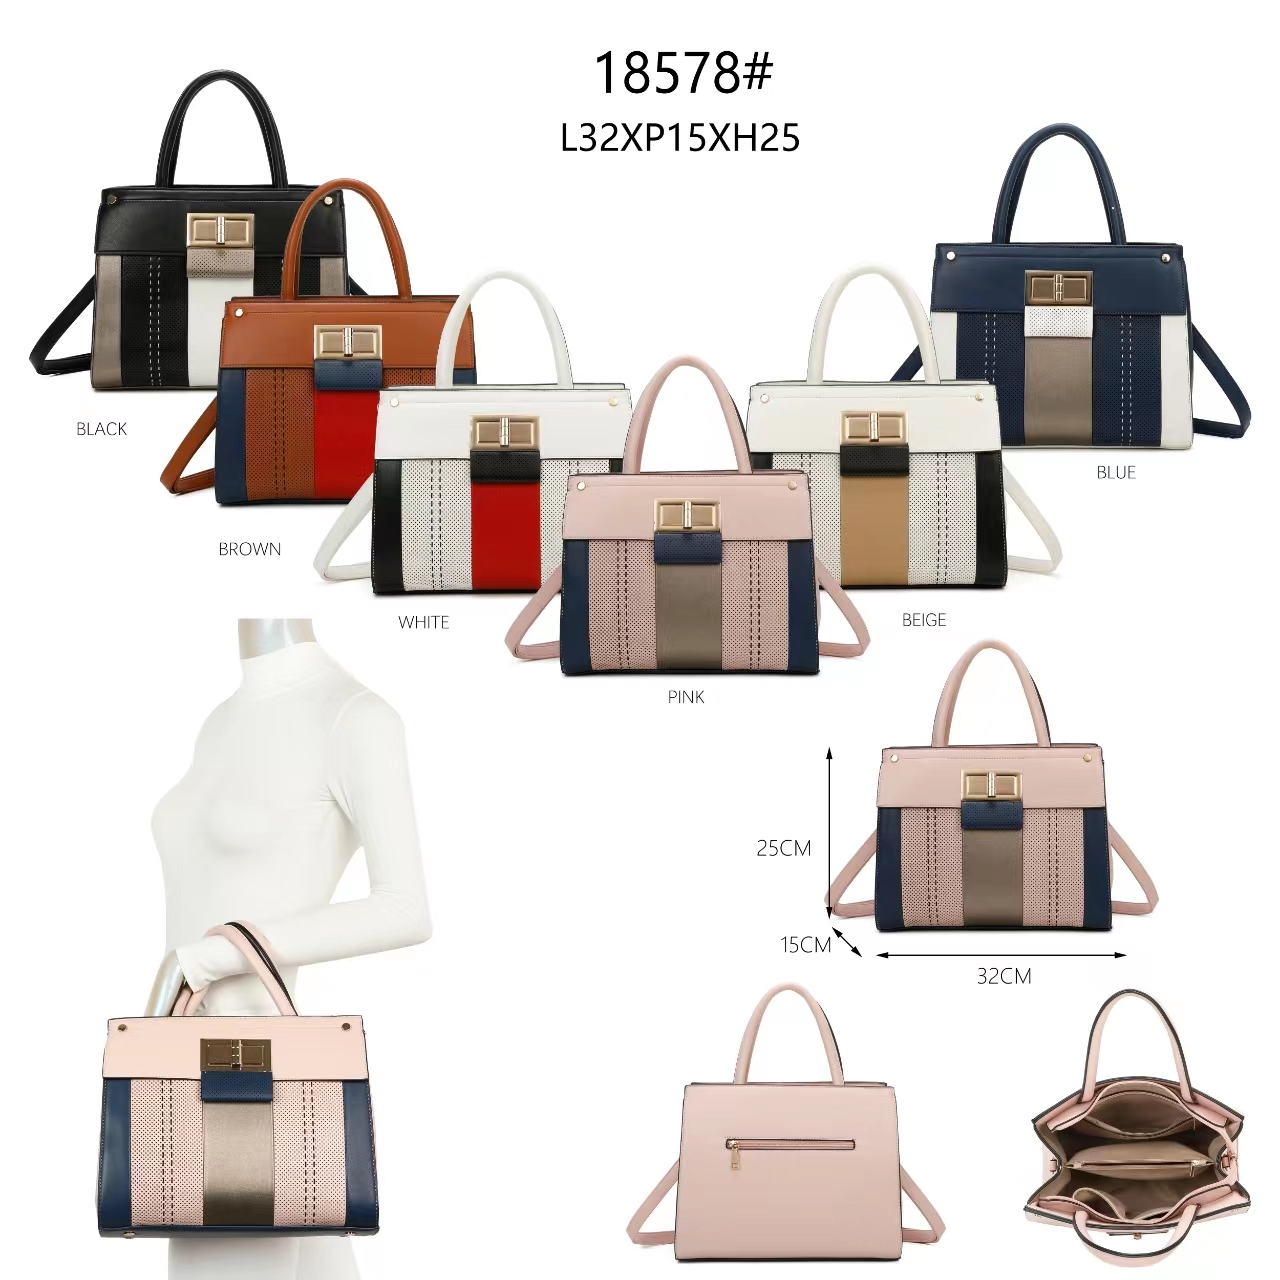 18578#
L32XP15XH25
BLACK
BLUE
BROWN
WHITE
BEIGE
PINK
25CM
15CM
32CM